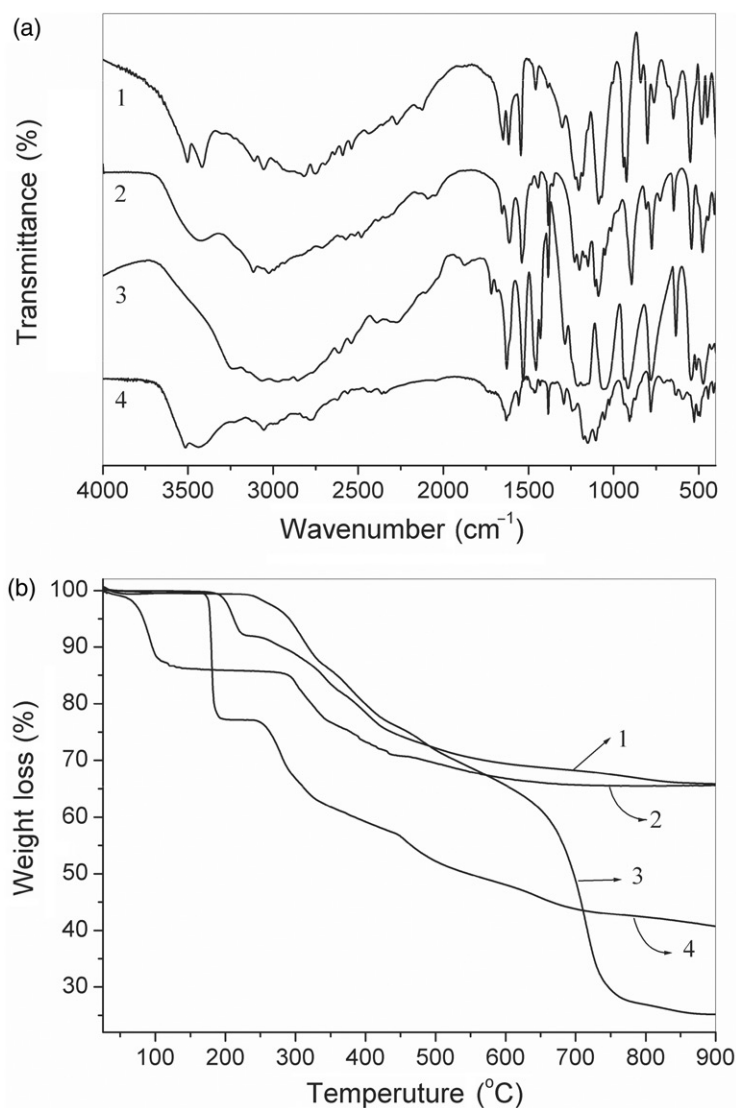 (a)
1
2
3
4
Transmittance (%)
4000 3500 3000 2500 2000 1500 1000 500
Wavenumber (cm⁻¹)
(b)
100
90
80
70
60
50
40
30
Weight loss (%)
1
2
3
4
100 200 300 400 500 600 700 800 900
Temperuture (°C)